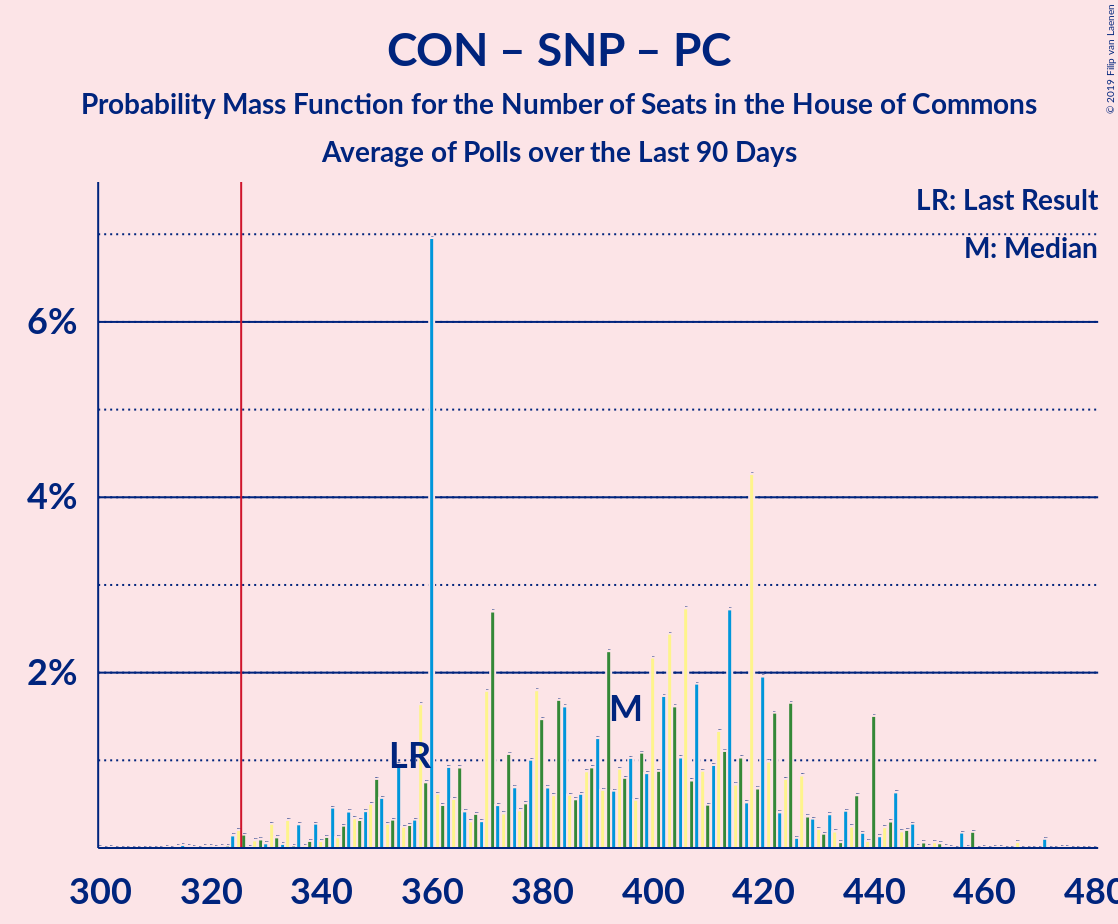 CON – SNP – PC
Probability Mass Function for the Number of Seats in the House of Commons
Average of Polls over the Last 90 Days
© 2019 Filip van Laenen
LR: Last Result
M: Median
6%
4%
2%
M
LR
300 320 340 360 380 400 420 440 460 480